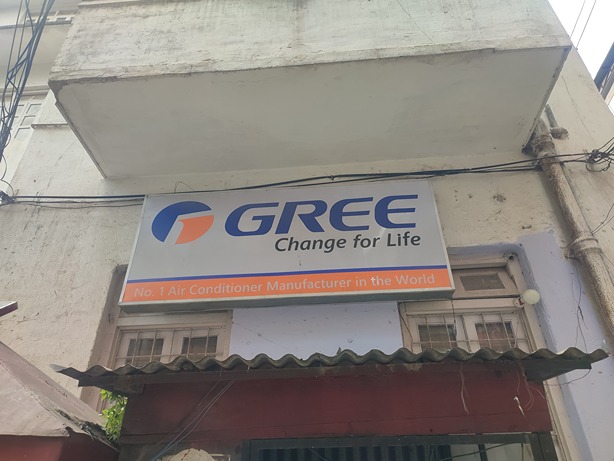 GREE
Change for Life
No. 1 Air Conditioner Manufacturer in the World